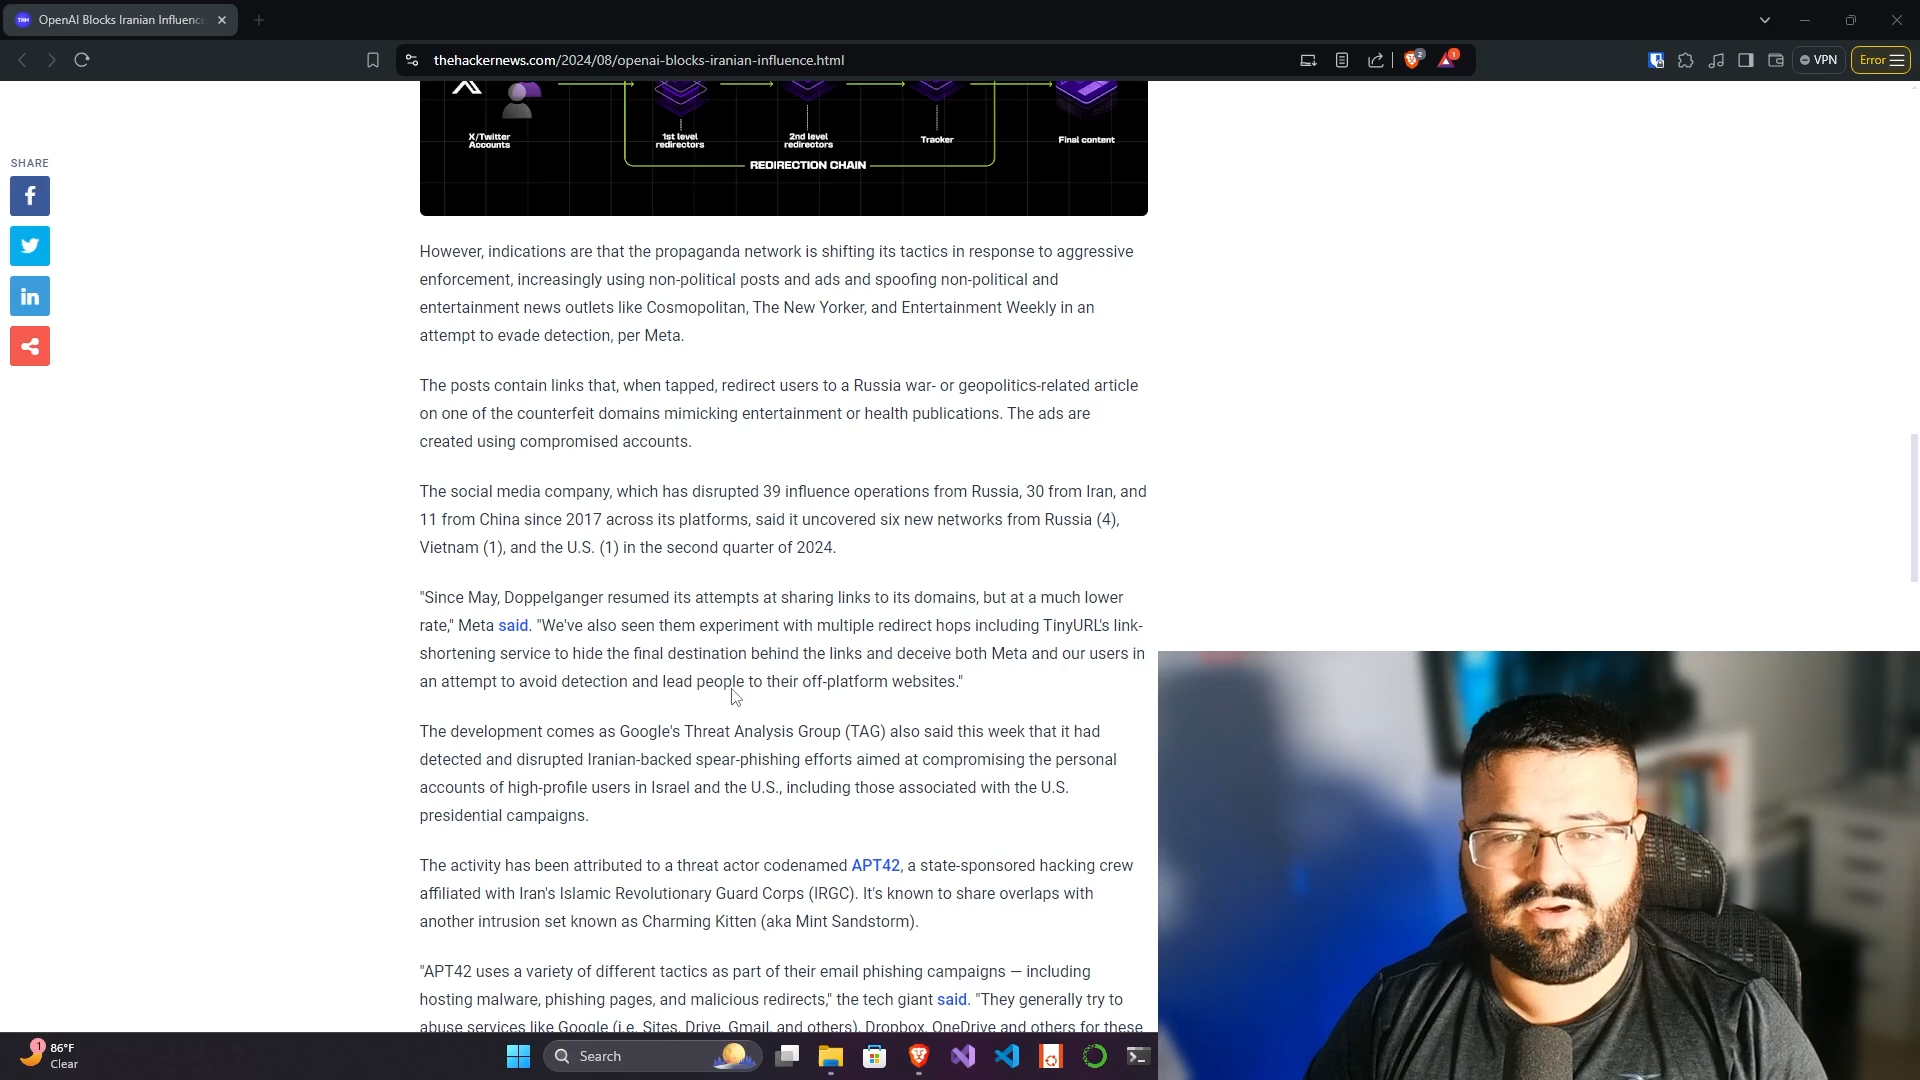 OpenAI Blocks Iranian Influence
thehackernews.com/2024/08/openai-blocks-iranian-influence.html
2
1
VPN
Error
SHARE
X/Twitter
Accounts
1st level
redirectors
2nd level
redirectors
Tracker
Final content
REDIRECTION CHAIN
However, indications are that the propaganda network is shifting its tactics in response to aggressive
enforcement, increasingly using non-political posts and ads and spoofing non-political and
entertainment news outlets like Cosmopolitan, The New Yorker, and Entertainment Weekly in an
attempt to evade detection, per Meta.
The posts contain links that, when tapped, redirect users to a Russia war- or geopolitics-related article
on one of the counterfeit domains mimicking entertainment or health publications. The ads are
created using compromised accounts.
The social media company, which has disrupted 39 influence operations from Russia, 30 from Iran, and
11 from China since 2017 across its platforms, said it uncovered six new networks from Russia (4),
Vietnam (1), and the U.S. (1) in the second quarter of 2024.
"Since May, Doppelganger resumed its attempts at sharing links to its domains, but at a much lower
rate," Meta said. "We've also seen them experiment with multiple redirect hops including TinyURL's link-
shortening service to hide the final destination behind the links and deceive both Meta and our users in
an attempt to avoid detection and lead people to their off-platform websites."
The development comes as Google's Threat Analysis Group (TAG) also said this week that it had
detected and disrupted Iranian-backed spear-phishing efforts aimed at compromising the personal
accounts of high-profile users in Israel and the U.S., including those associated with the U.S.
presidential campaigns.
The activity has been attributed to a threat actor codenamed APT42, a state-sponsored hacking crew
affiliated with Iran's Islamic Revolutionary Guard Corps (IRGC). It's known to share overlaps with
another intrusion set known as Charming Kitten (aka Mint Sandstorm).
"APT42 uses a variety of different tactics as part of their email phishing campaigns — including
hosting malware, phishing pages, and malicious redirects," the tech giant said. "They generally try to
abuse services like Google (i.e. Sites, Drive, Gmail, and others), Dropbox, OneDrive and others for these
1
86°F
Clear
Search